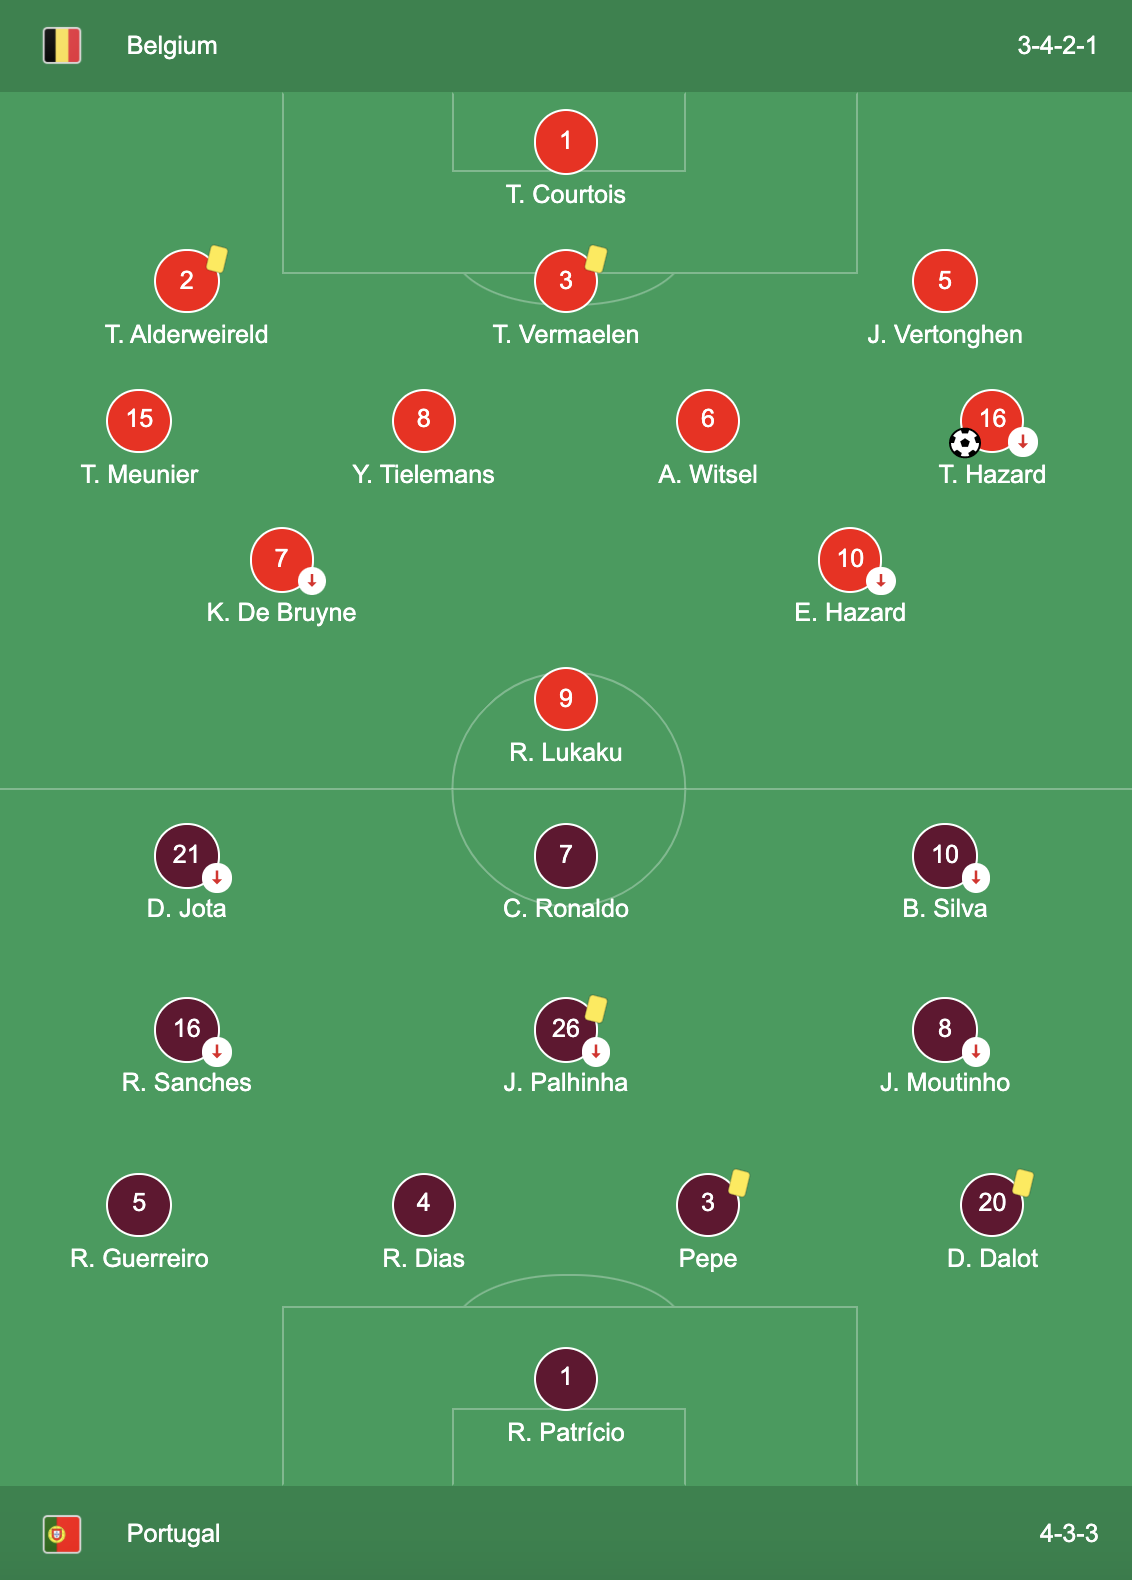 Belgium 3-4-2-1
1
T. Courtois
2 3 5
T. Alderweireld T. Vermaelen J. Vertonghen
15 8 6 16
T. Meunier Y. Tielemans A. Witsel T. Hazard
7 10
K. De Bruyne E. Hazard
9
R. Lukaku
21 7 10
D. Jota C. Ronaldo B. Silva
16 26 8
R. Sanches J. Palhinha J. Moutinho
5 4 3 20
R. Guerreiro R. Dias Pepe D. Dalot
1
R. Patrício
Portugal 4-3-3